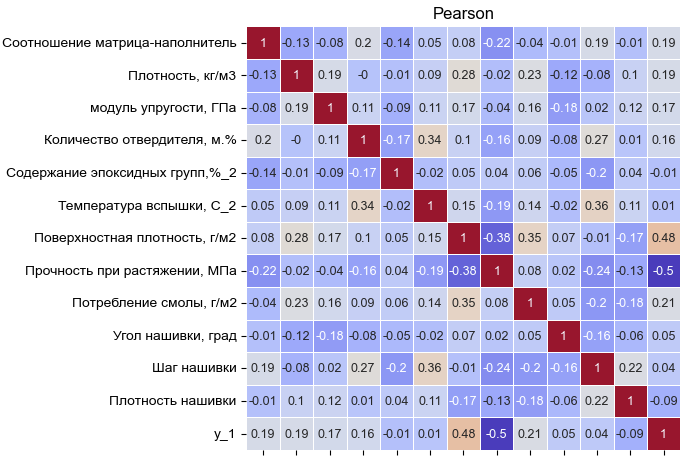 Pearson
Соотношение матрица-наполнитель 1 -0.13 -0.08 0.2 -0.14 0.05 0.08 -0.22 -0.04 -0.01 0.19 -0.01 0.19
Плотность, кг/м3 -0.13 1 0.19 -0 -0.01 0.09 0.28 -0.02 0.23 -0.12 -0.08 0.1 0.19
модуль упругости, ГПа -0.08 0.19 1 0.11 -0.09 0.11 0.17 -0.04 0.16 -0.18 0.02 0.12 0.17
Количество отвердителя, м.% 0.2 -0 0.11 1 -0.17 0.34 0.1 -0.16 0.09 -0.08 0.27 0.01 0.16
Содержание эпоксидных групп,%_2 -0.14 -0.01 -0.09 -0.17 1 -0.02 0.05 0.04 0.06 -0.05 -0.2 0.04 -0.01
Температура вспышки, С_2 0.05 0.09 0.11 0.34 -0.02 1 0.15 -0.19 0.14 -0.02 0.36 0.11 0.01
Поверхностная плотность, г/м2 0.08 0.28 0.17 0.1 0.05 0.15 1 -0.38 0.35 0.07 -0.01 -0.17 0.48
Прочность при растяжении, МПа -0.22 -0.02 -0.04 -0.16 0.04 -0.19 -0.38 1 0.08 0.02 -0.24 -0.13 -0.5
Потребление смолы, г/м2 -0.04 0.23 0.16 0.09 0.06 0.14 0.35 0.08 1 0.05 -0.2 -0.18 0.21
Угол нашивки, град -0.01 -0.12 -0.18 -0.08 -0.05 -0.02 0.07 0.02 0.05 1 -0.16 -0.06 0.05
Шаг нашивки 0.19 -0.08 0.02 0.27 -0.2 0.36 -0.01 -0.24 -0.2 -0.16 1 0.22 0.04
Плотность нашивки -0.01 0.1 0.12 0.01 0.04 0.11 -0.17 -0.13 -0.18 -0.06 0.22 1 -0.09
y_1 0.19 0.19 0.17 0.16 -0.01 0.01 0.48 -0.5 0.21 0.05 0.04 -0.09 1